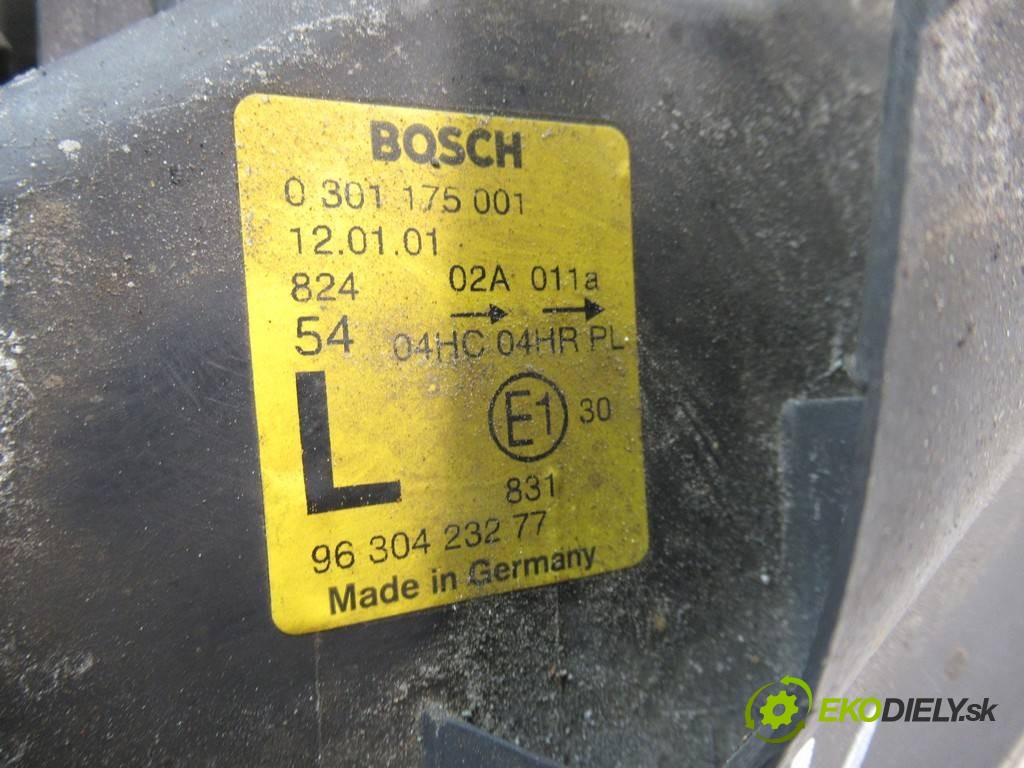 BOSCH
0 301 175 001
12.01.01
824 02A 011a
54 04HC 04HR PL
L E1 30
831
96 304 232 77
Made in Germany
EKODIELY.sk